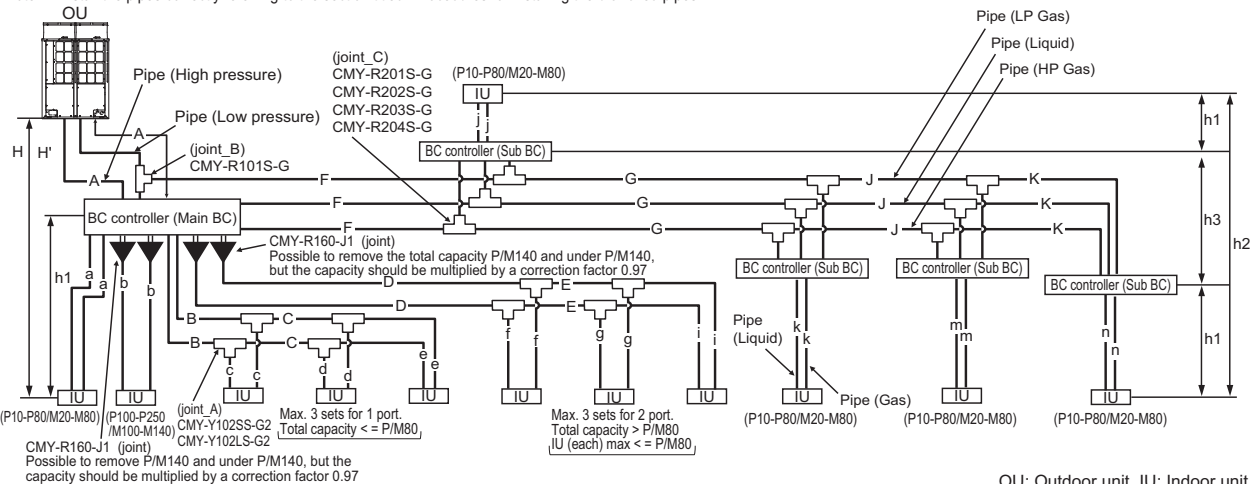 OU
Pipe (High pressure)
Pipe (Low pressure)
(joint_B)
CMY-R101S-G
(joint_C)
CMY-R201S-G
CMY-R202S-G
CMY-R203S-G
CMY-R204S-G
(P10-P80/M20-M80)
IU
j
j
BC controller (Sub BC)
Pipe (LP Gas)
Pipe (Liquid)
Pipe (HP Gas)
H
H'
A
A
F
G
J
K
F
G
J
K
F
G
J
K
h1
h3
h2
h1
h1
BC controller (Main BC)
CMY-R160-J1 (joint)
Possible to remove the total capacity P/M140 and under P/M140,
but the capacity should be multiplied by a correction factor 0.97
BC controller (Sub BC)
BC controller (Sub BC)
BC controller (Sub BC)
a
a
b
b
D
E
D
E
B
C
B
C
c
c
d
d
e
e
f
f
g
g
i
i
Pipe
(Liquid)
k
k
m
m
n
n
Pipe (Gas)
IU
IU
IU
IU
IU
IU
IU
IU
IU
IU
IU
(P10-P80/M20-M80)
(P100-P250
/M100-M140)
(joint_A)
CMY-Y102SS-G2
CMY-Y102LS-G2
Max. 3 sets for 1 port.
Total capacity < = P/M80
Max. 3 sets for 2 port.
Total capacity > P/M80
IU (each) max < = P/M80
(P10-P80/M20-M80)
(P10-P80/M20-M80)
(P10-P80/M20-M80)
CMY-R160-J1 (joint)
Possible to remove P/M140 and under P/M140, but the
capacity should be multiplied by a correction factor 0.97
OU: Outdoor unit, IU: Indoor unit